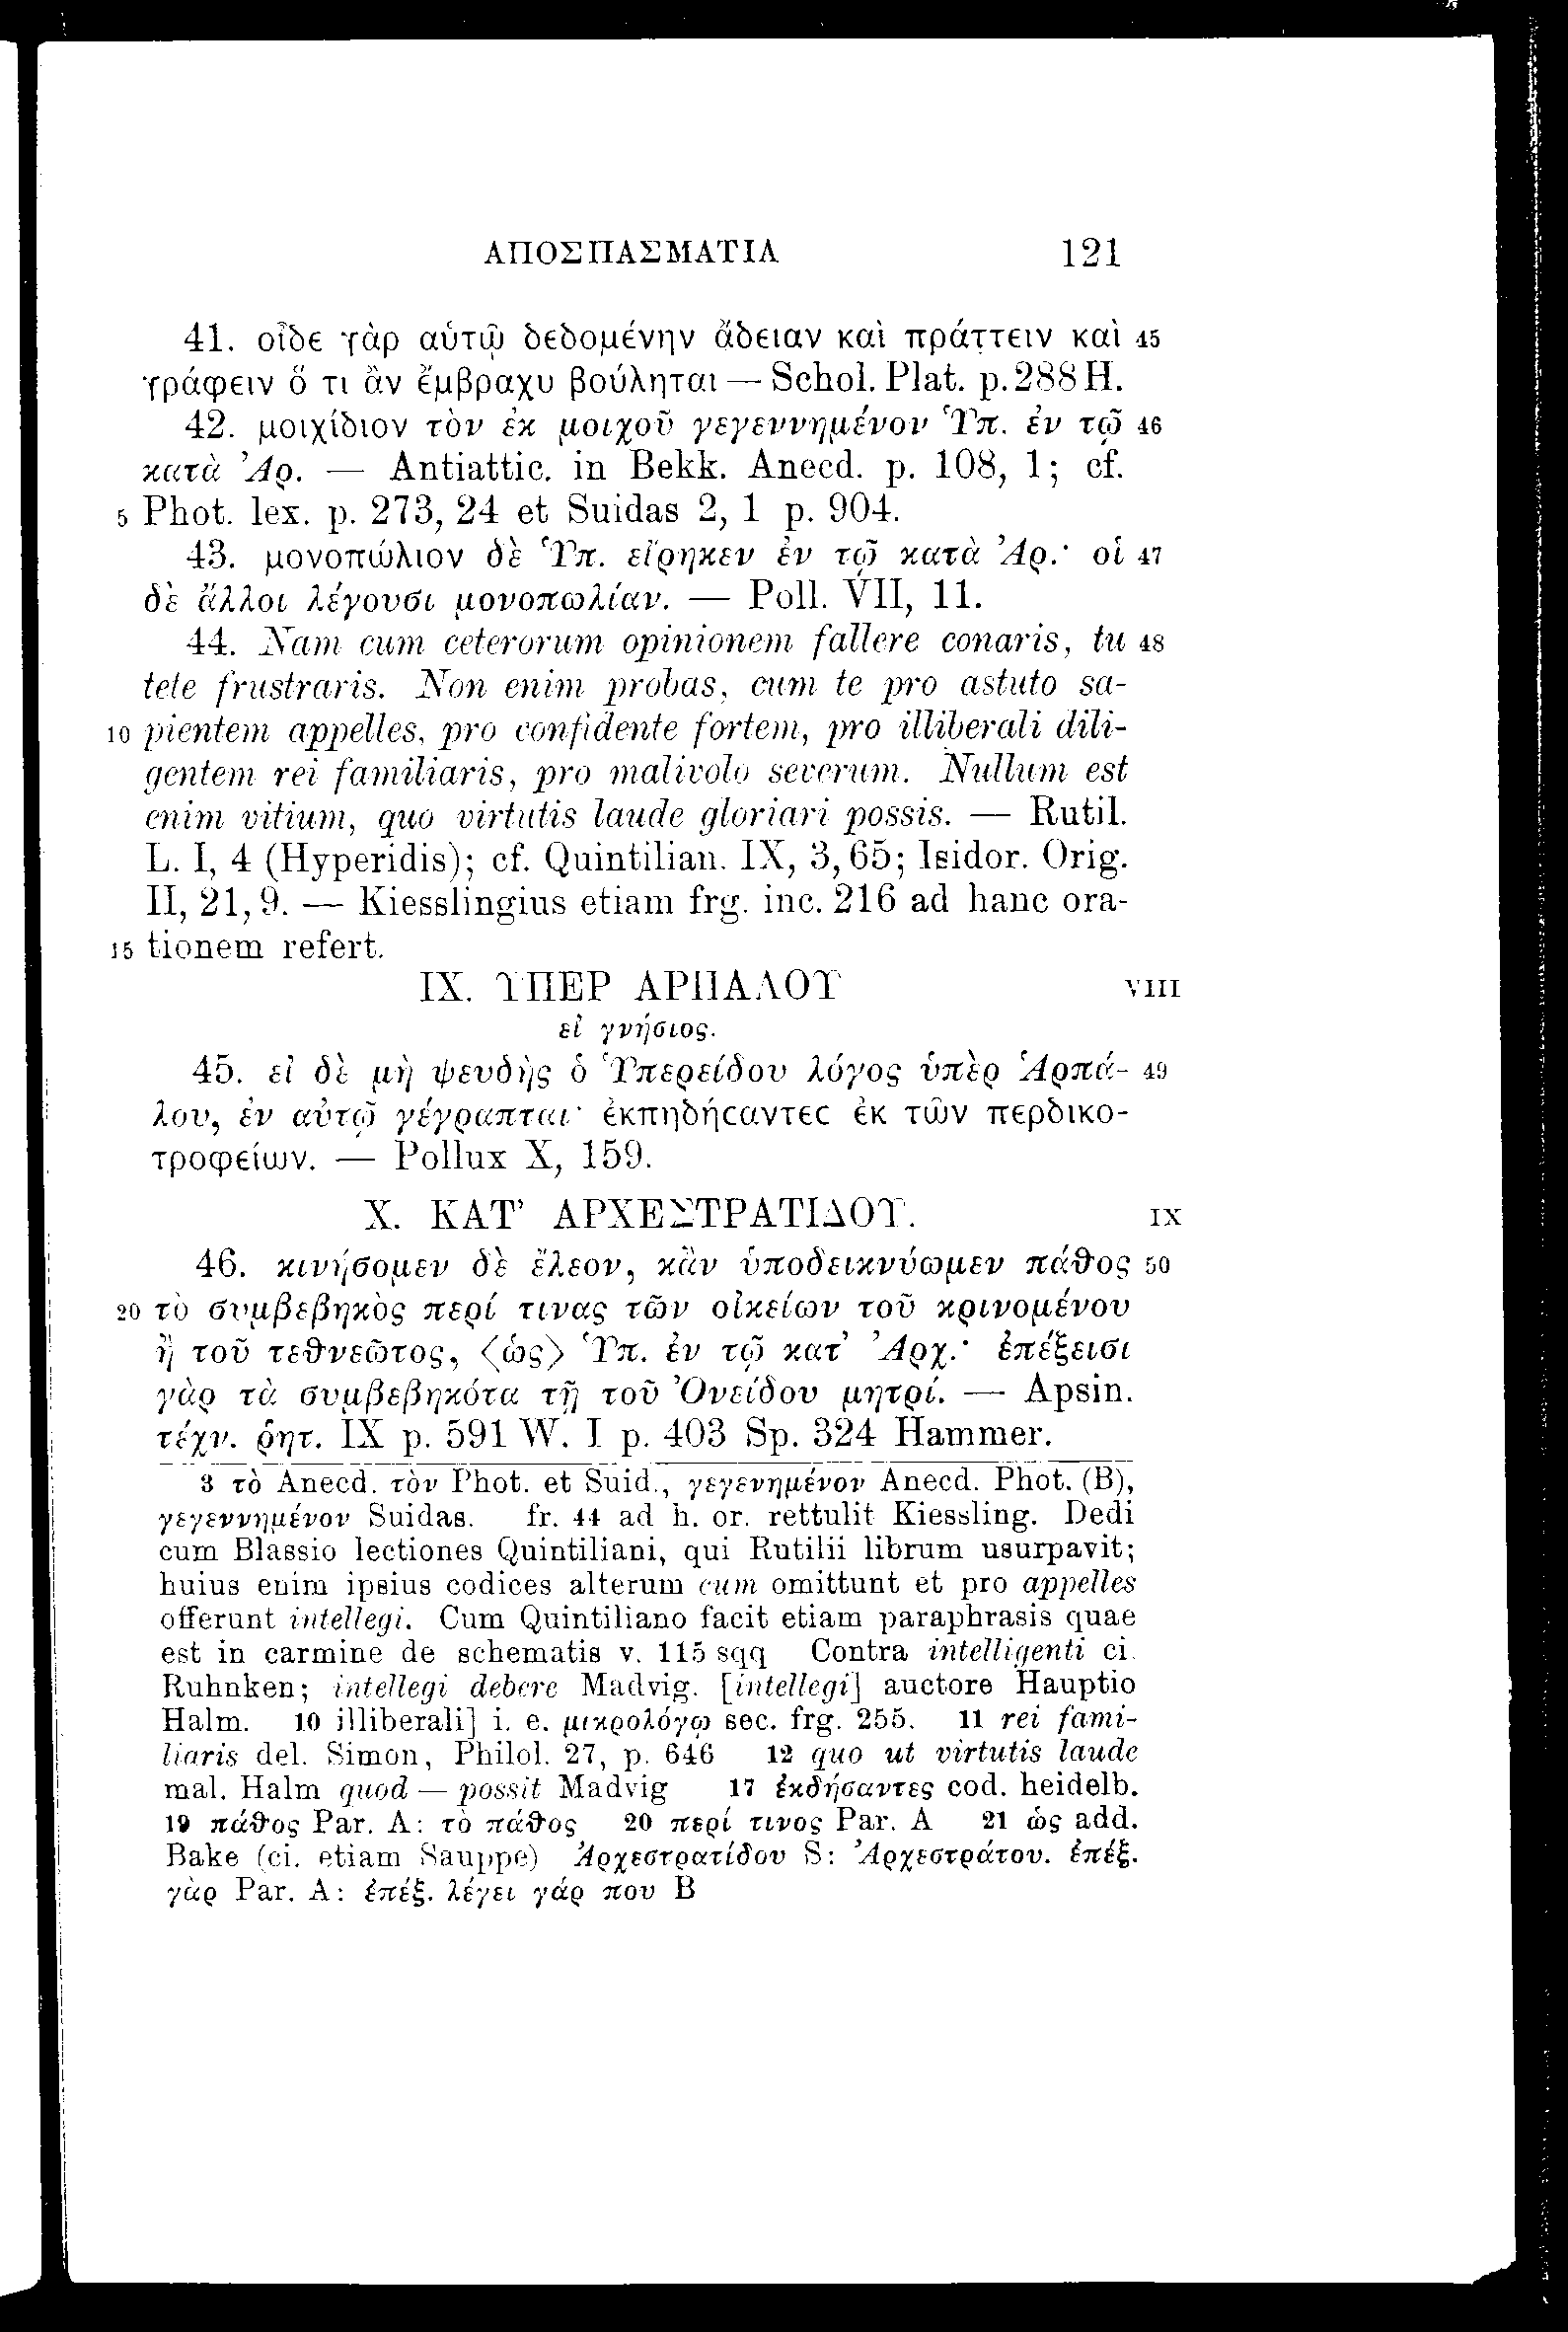 ΑΠΟΣΠΑΣΜΑΤΙΑ 121
41. οἶδε γὰρ αὑτῷ δεδομένην ἄδειαν καὶ πράττειν καὶ 45
γράφειν ὅ τι ἂν ἔμβραχυ βούληται — Schol. Plat. p. 288 H.
42. μοιχίδιον τὸν ἐκ μοιχοῦ γεγεννημένον Ὑπ. ἐν τῷ 46
κατὰ Ἀρ. — Antiattic. in Bekk. Anecd. p. 108, 1; cf.
5 Phot. lex. p. 273, 24 et Suidas 2, 1 p. 904.
43. μονοπώλιον δὲ Ὑπ. εἴρηκεν ἐν τῷ κατὰ Ἀρ.· οἱ 47
δὲ ἄλλοι λέγουσι μονοπωλίαν. — Poll. VII, 11.
44. Nam cum ceterorum opinionem fallere conaris, tu 48
tete frustraris. Non enim probas, cum te pro astuto sa-
10 pientem appelles, pro confidente fortem, pro illiberali dili-
gentem rei familiaris, pro malivolo severum. Nullum est
enim vitium, quo virtutis laude gloriari possis. — Rutil.
L. I, 4 (Hyperidis); cf. Quintilian. IX, 3, 65; Isidor. Orig.
II, 21, 9. — Kiesslingius etiam frg. inc. 216 ad hanc ora-
15 tionem refert.
IX. ΥΠΕΡ ΑΡΠΑΛΟΥ VIII
εἰ γνήσιος.
45. εἰ δὲ μὴ ψευδὴς ὁ Ὑπερείδου λόγος ὑπὲρ Ἁρπά- 49
λου, ἐν αὐτῷ γέγραπται· ἐκπηδήϲαντεϲ ἐκ τῶν περδικο-
τροφείων. — Pollux X, 159.
X. ΚΑΤ’ ΑΡΧΕΣΤΡΑΤΙΔΟΥ. IX
46. κινήσομεν δὲ ἔλεον, κἂν ὑποδεικνύωμεν πάθος 50
20 τὸ συμβεβηκὸς περί τινας τῶν οἰκείων τοῦ κρινομένου
ἢ τοῦ τεθνεῶτος, ⟨ὡς⟩ Ὑπ. ἐν τῷ κατ’ Ἀρχ.· ἐπέξεισι
γὰρ τὰ συμβεβηκότα τῇ τοῦ Ὀνείδου μητρί. — Apsin.
τέχν. ῥητ. IX p. 591 W. I p. 403 Sp. 324 Hammer.
3 τὸ Anecd. τὸν Phot. et Suid., γεγενημένον Anecd. Phot. (B),
γεγεννημένον Suidas. fr. 44 ad h. or. rettulit Kiessling. Dedi
cum Blassio lectiones Quintiliani, qui Rutilii librum usurpavit;
huius enim ipsius codices alterum cum omittunt et pro appelles
offerunt intellegi. Cum Quintiliano facit etiam paraphrasis quae
est in carmine de schematis v. 115 sqq Contra intelligenti ci.
Ruhnken; intellegi debere Madvig. [intellegi] auctore Hauptio
Halm. 10 illiberali] i. e. μικρολόγῳ sec. frg. 255. 11 rei fami-
liaris del. Simon, Philol. 27, p. 646 12 quo ut virtutis laude
mal. Halm quod — possit Madvig 17 ἐκδήσαντες cod. heidelb.
19 πάθος Par. A: τὸ πάθος 20 περί τινος Par. A 21 ὡς add.
Bake (ci. etiam Sauppe) Ἀρχεστρατίδου S: Ἀρχεστράτου. ἐπέξ.
γὰρ Par. A: ἐπέξ. λέγει γάρ που B